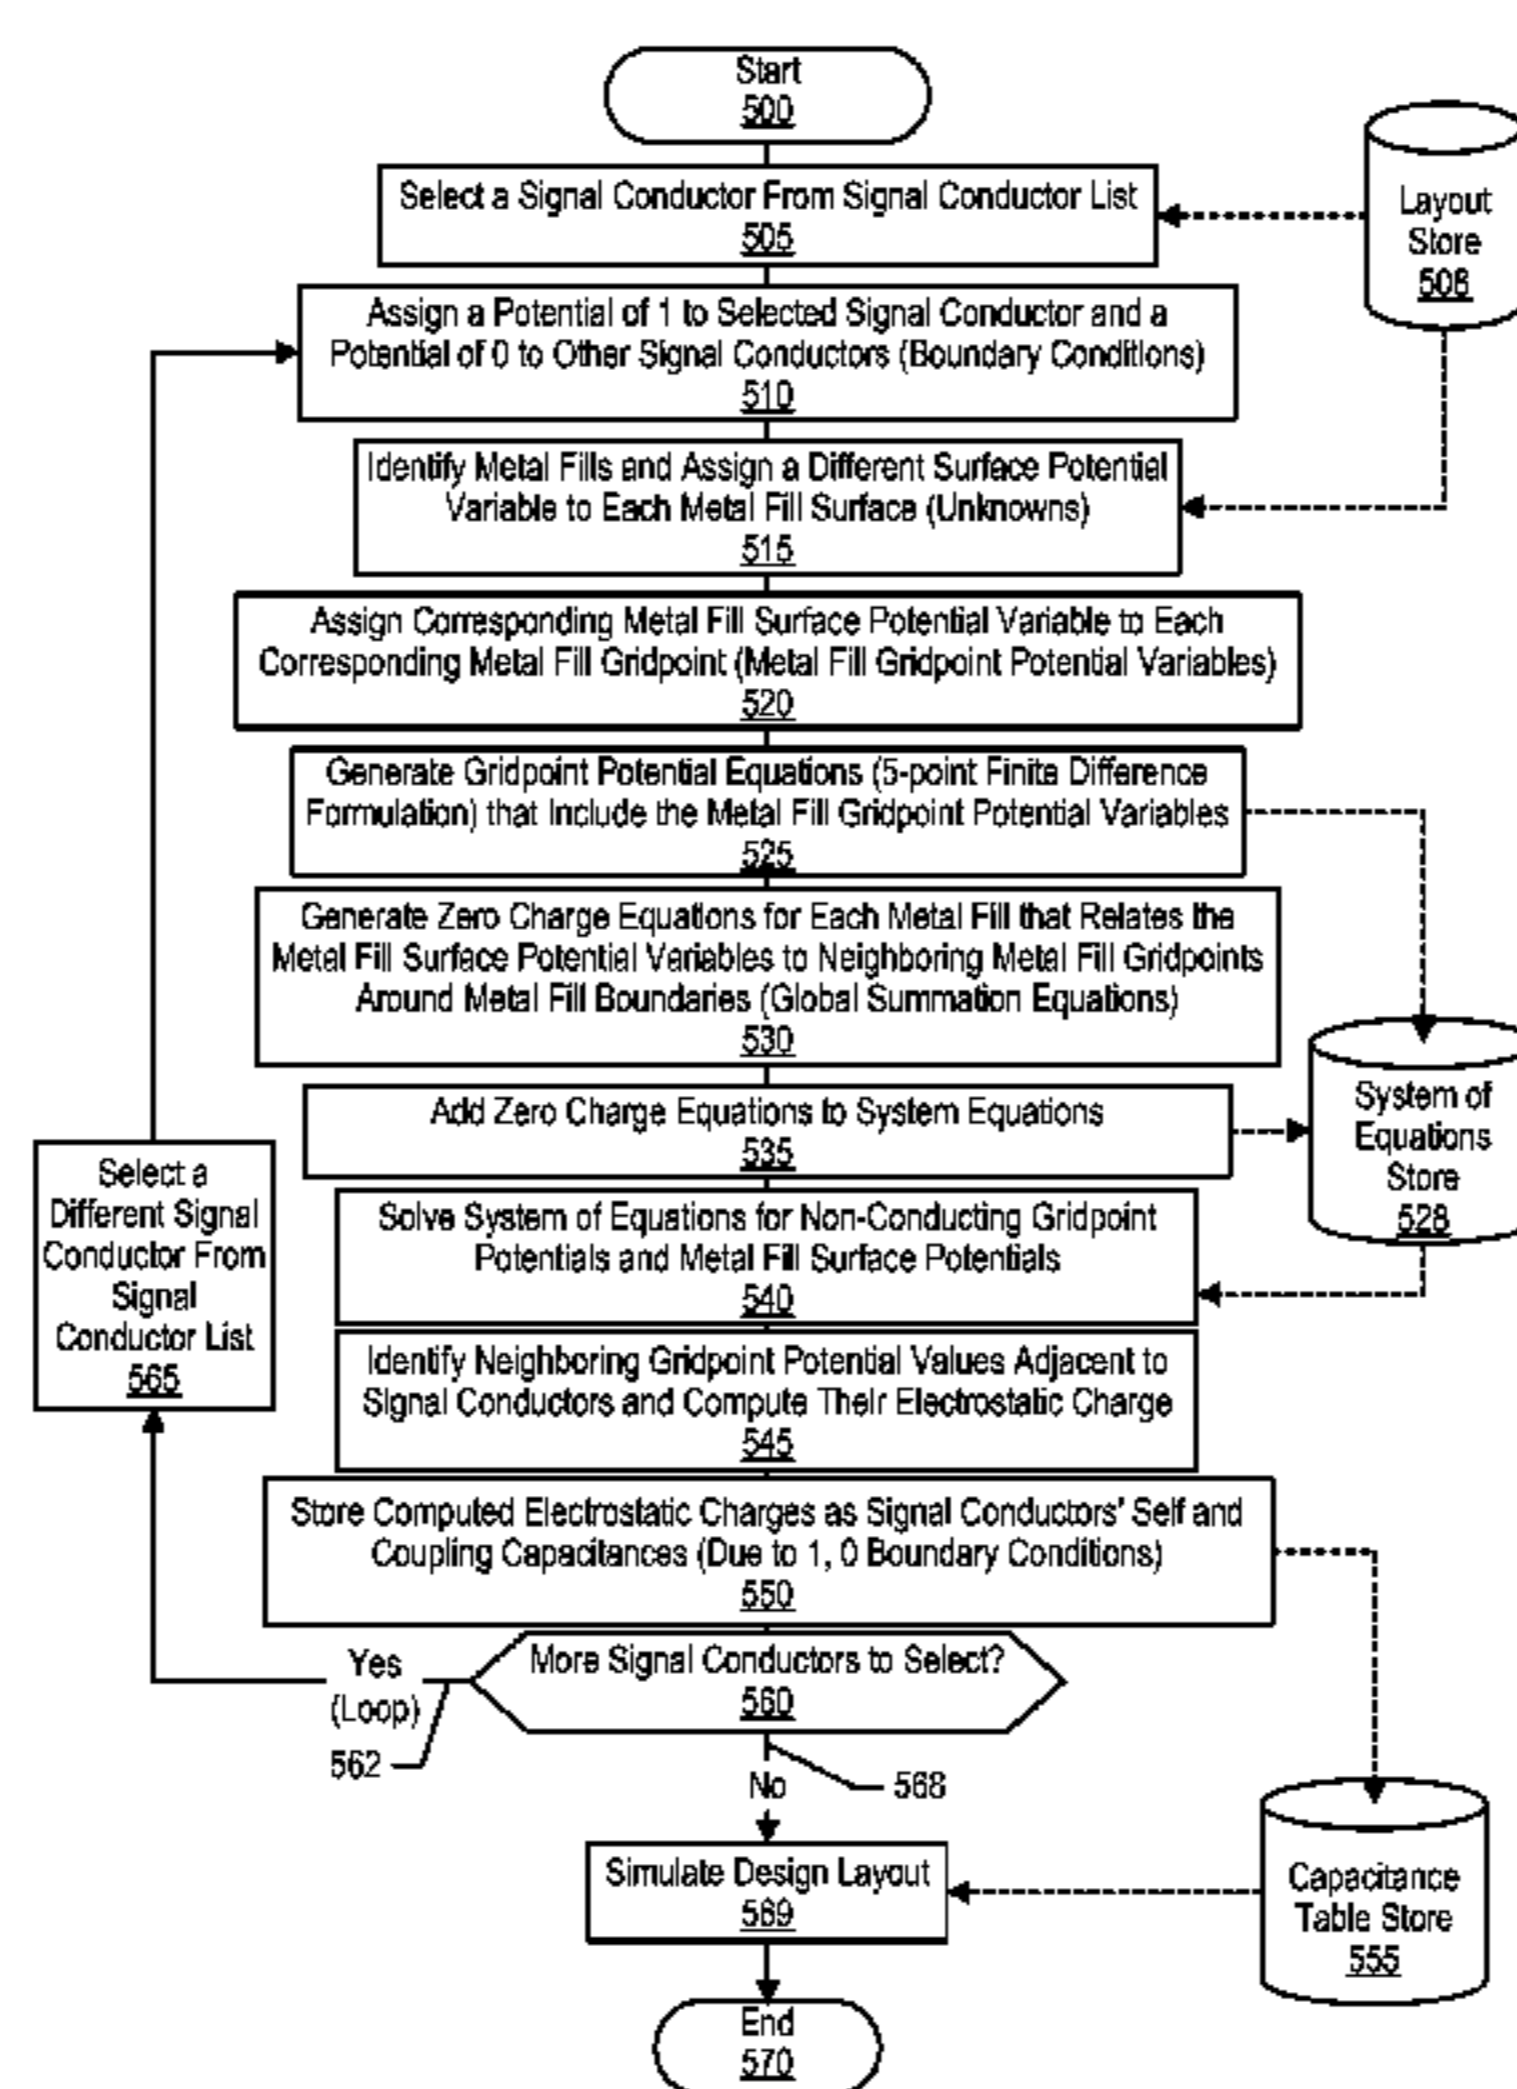 Start
500
Select a Signal Conductor From Signal Conductor List
505
Layout
Store
508
Assign a Potential of 1 to Selected Signal Conductor and a
Potential of 0 to Other Signal Conductors (Boundary Conditions)
510
Identify Metal Fills and Assign a Different Surface Potential
Variable to Each Metal Fill Surface (Unknowns)
515
Assign Corresponding Metal Fill Surface Potential Variable to Each
Corresponding Metal Fill Gridpoint (Metal Fill Gridpoint Potential Variables)
520
Generate Gridpoint Potential Equations (5-point Finite Difference
Formulation) that Include the Metal Fill Gridpoint Potential Variables
525
Generate Zero Charge Equations for Each Metal Fill that Relates the
Metal Fill Surface Potential Variables to Neighboring Metal Fill Gridpoints
Around Metal Fill Boundaries (Global Summation Equations)
530
Add Zero Charge Equations to System Equations
535
System of
Equations
Store
528
Select a
Different Signal
Conductor From
Signal
Conductor List
565
Solve System of Equations for Non-Conducting Gridpoint
Potentials and Metal Fill Surface Potentials
540
Identify Neighboring Gridpoint Potential Values Adjacent to
Signal Conductors and Compute Their Electrostatic Charge
545
Store Computed Electrostatic Charges as Signal Conductors' Self and
Coupling Capacitances (Due to 1, 0 Boundary Conditions)
550
More Signal Conductors to Select?
560
Yes
(Loop)
562
No
568
Simulate Design Layout
569
Capacitance
Table Store
555
End
570